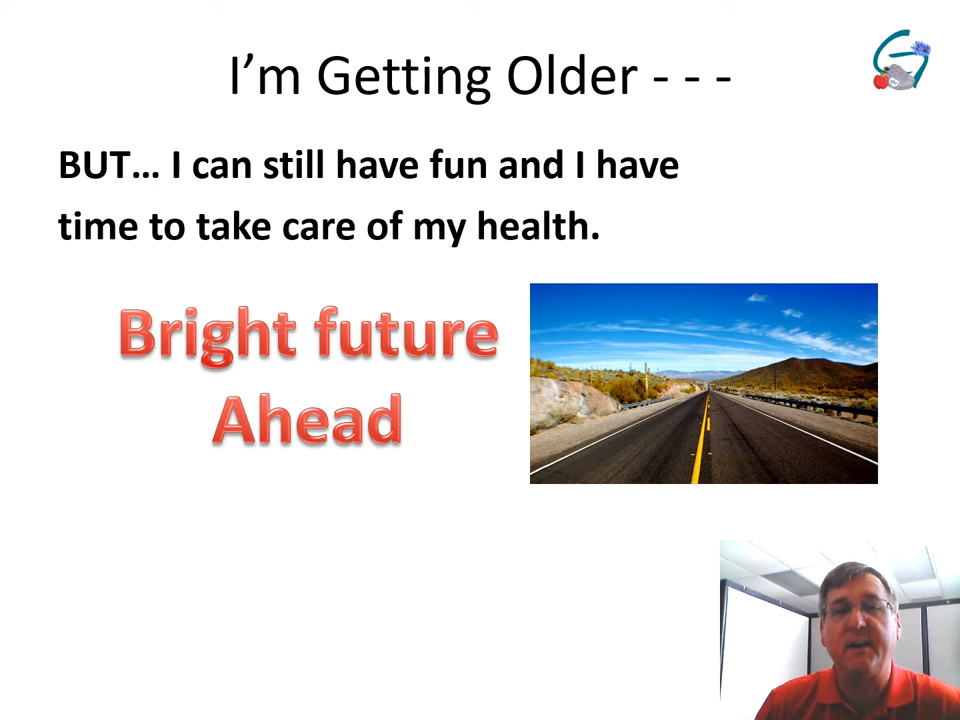 I’m Getting Older - - -
BUT… I can still have fun and I have
time to take care of my health.
Bright future
Ahead